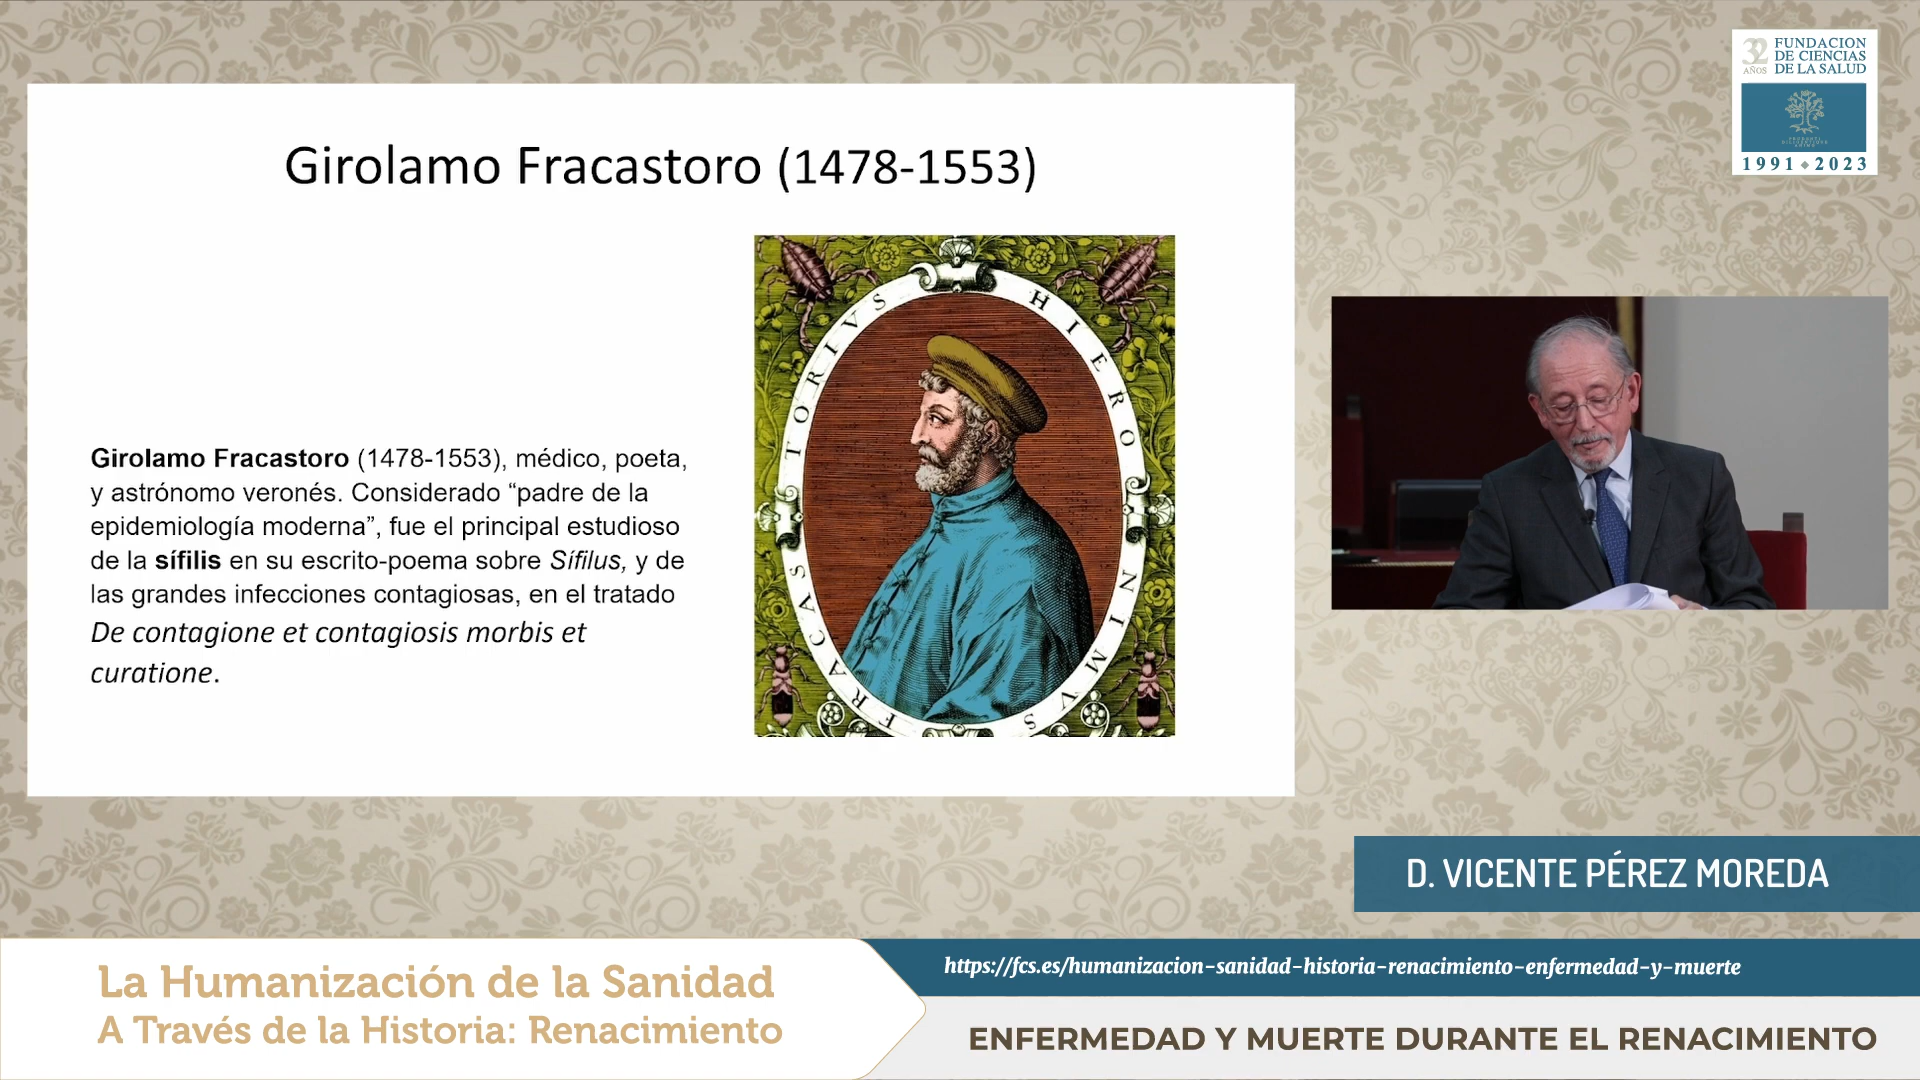 Girolamo Fracastoro (1478-1553)
Girolamo Fracastoro (1478-1553), médico, poeta,
y astrónomo veronés. Considerado “padre de la
epidemiología moderna”, fue el principal estudioso
de la sífilis en su escrito-poema sobre Sífilus, y de
las grandes infecciones contagiosas, en el tratado
De contagione et contagiosis morbis et
curatione.
HIERONIMVS
FRACASTORIVS
32
AÑOS
FUNDACION
DE CIENCIAS
DE LA SALUD
1991 ◆ 2023
D. VICENTE PÉREZ MOREDA
La Humanización de la Sanidad
A Través de la Historia: Renacimiento
https://fcs.es/humanizacion-sanidad-historia-renacimiento-enfermedad-y-muerte
ENFERMEDAD Y MUERTE DURANTE EL RENACIMIENTO